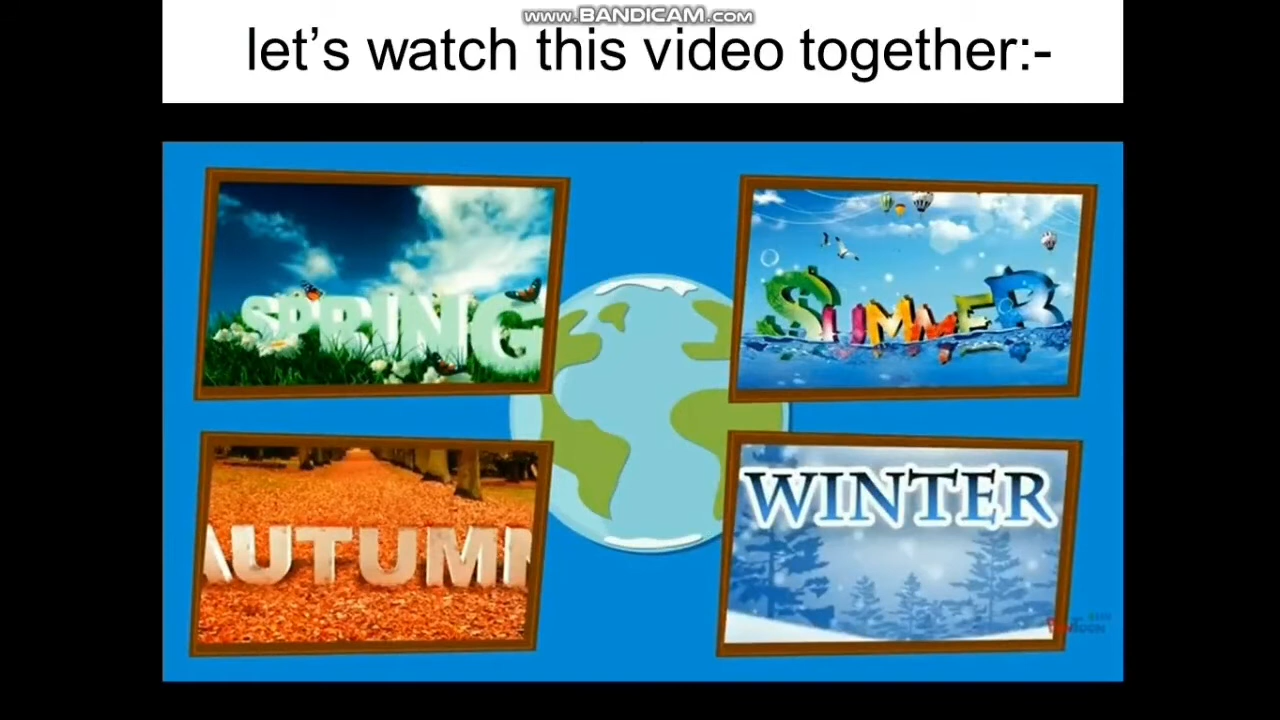 www.BANDICAM.com
let's watch this video together:-
SPRING
SUMMER
AUTUMN
WINTER